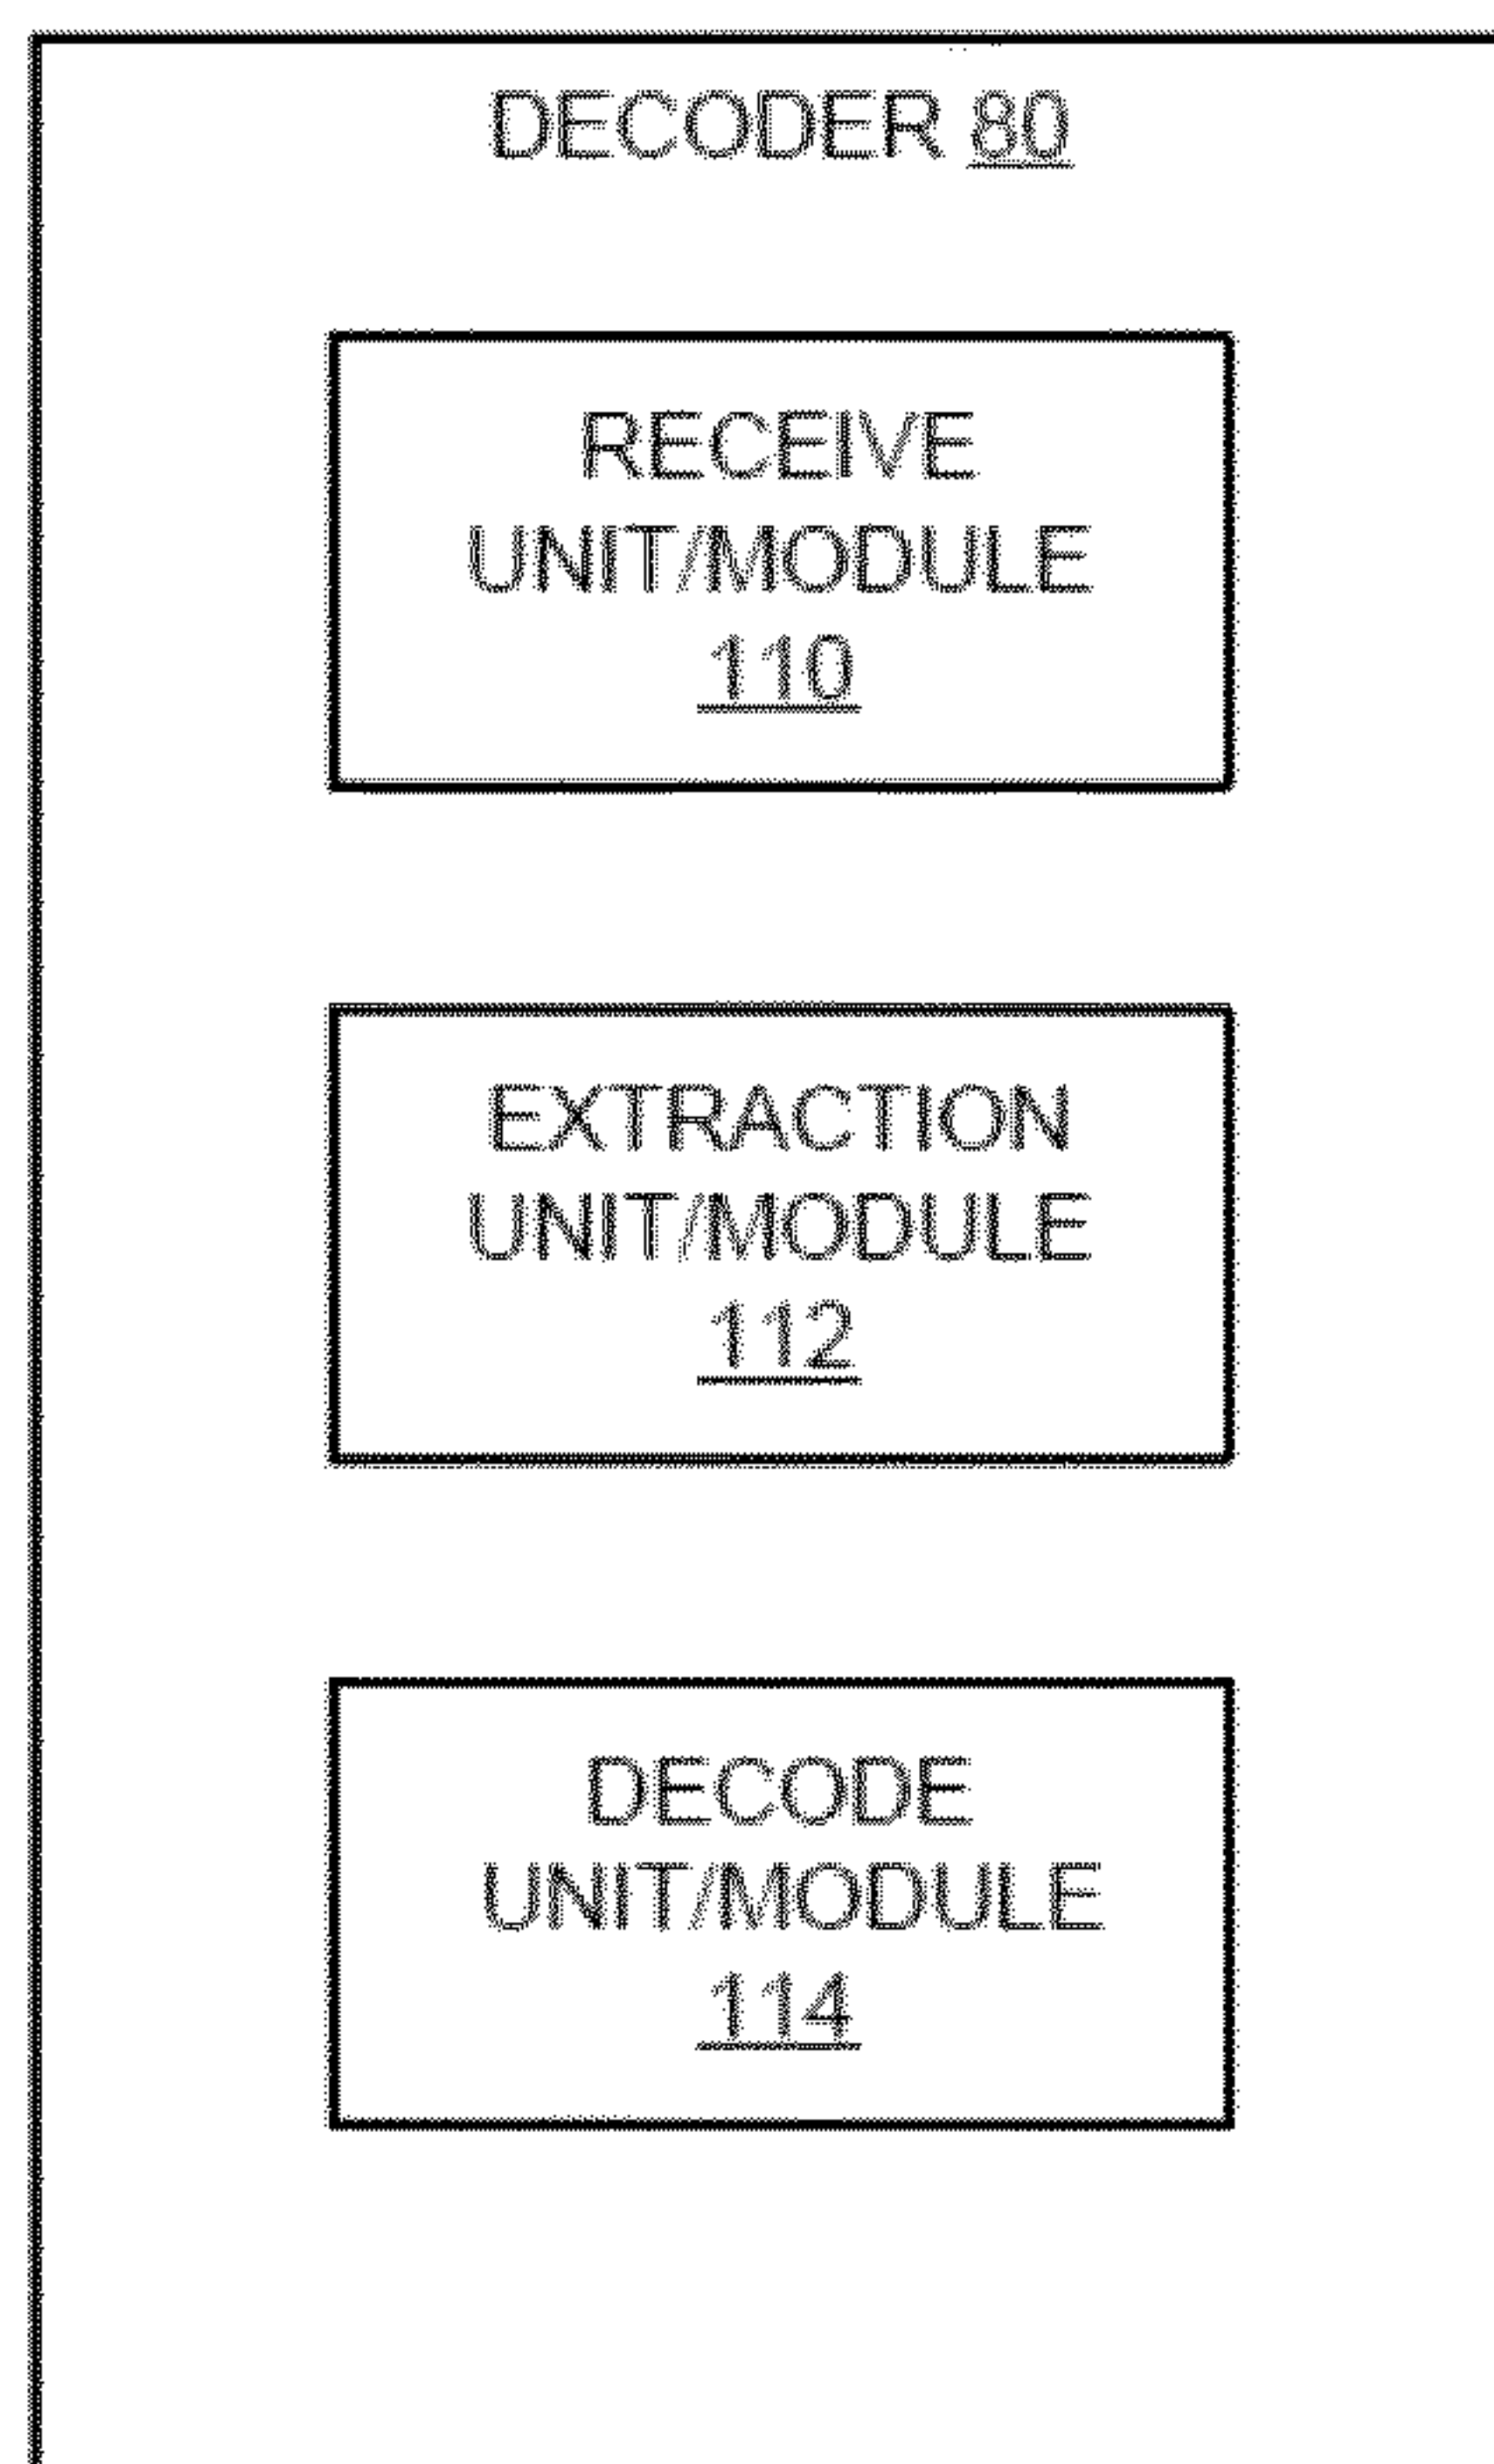 DECODER 80
RECEIVE
UNIT/MODULE
110
EXTRACTION
UNIT/MODULE
112
DECODE
UNIT/MODULE
114